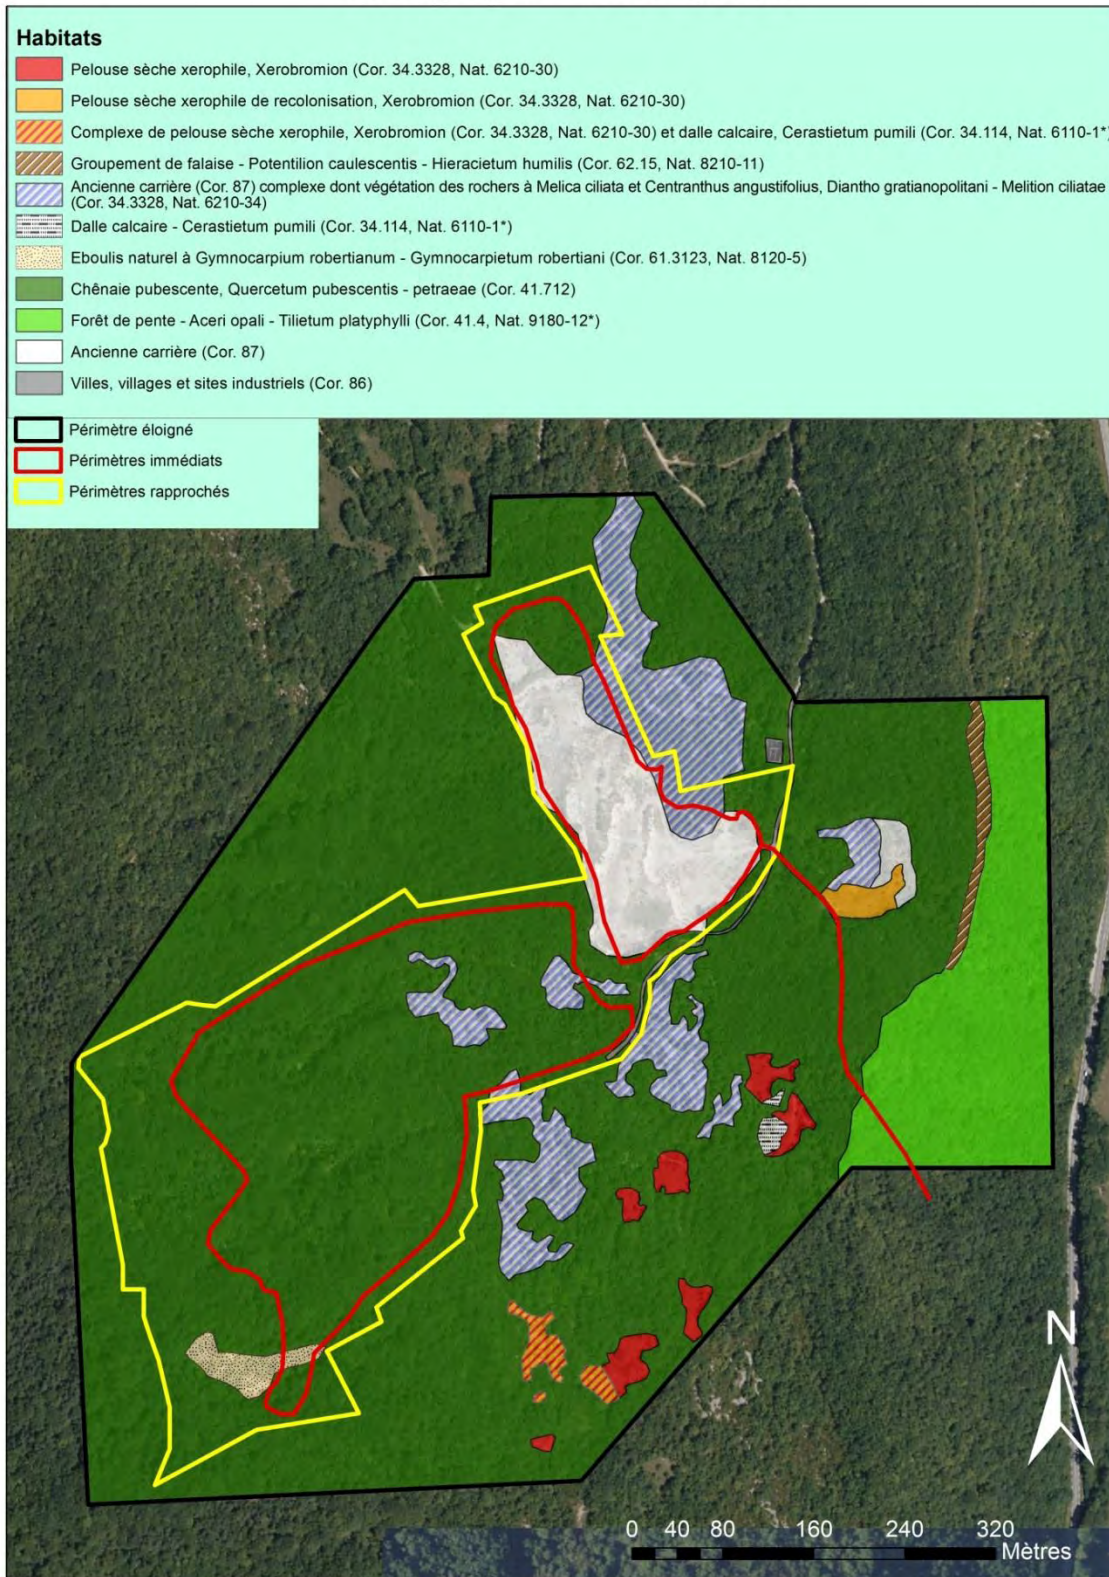 Habitats
Pelouse sèche xerophile, Xerobromion (Cor. 34.3328, Nat. 6210-30)
Pelouse sèche xerophile de recolonisation, Xerobromion (Cor. 34.3328, Nat. 6210-30)
Complexe de pelouse sèche xerophile, Xerobromion (Cor. 34.3328, Nat. 6210-30) et dalle calcaire, Cerastietum pumili (Cor. 34.114, Nat. 6110-1*)
Groupement de falaise - Potentilion caulescentis - Hieracietum humilis (Cor. 62.15, Nat. 8210-11)
Ancienne carrière (Cor. 87) complexe dont végétation des rochers à Melica ciliata et Centranthus angustifolius, Diantho gratianopolitani - Melition ciliatae
(Cor. 34.3328, Nat. 6210-34)
Dalle calcaire - Cerastietum pumili (Cor. 34.114, Nat. 6110-1*)
Eboulis naturel à Gymnocarpium robertianum - Gymnocarpietum robertiani (Cor. 61.3123, Nat. 8120-5)
Chênaie pubescente, Quercetum pubescentis - petraeae (Cor. 41.712)
Forêt de pente - Aceri opali - Tilietum platyphylli (Cor. 41.4, Nat. 9180-12*)
Ancienne carrière (Cor. 87)
Villes, villages et sites industriels (Cor. 86)
Périmètre éloigné
Périmètres immédiats
Périmètres rapprochés
N
0 40 80 160 240 320
Mètres